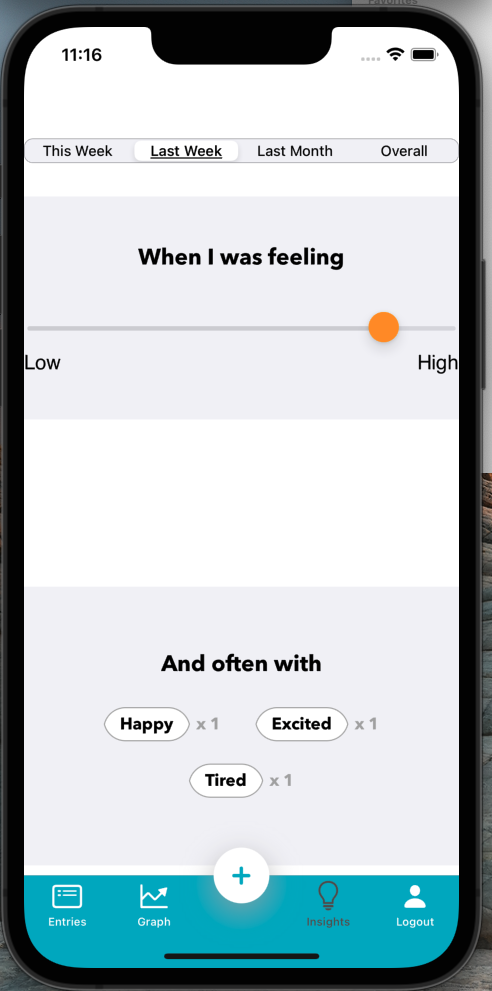 Favorites
11:16
This Week Last Week Last Month Overall
When I was feeling
Low High
And often with
Happy x 1 Excited x 1
Tired x 1
+
Entries Graph Insights Logout